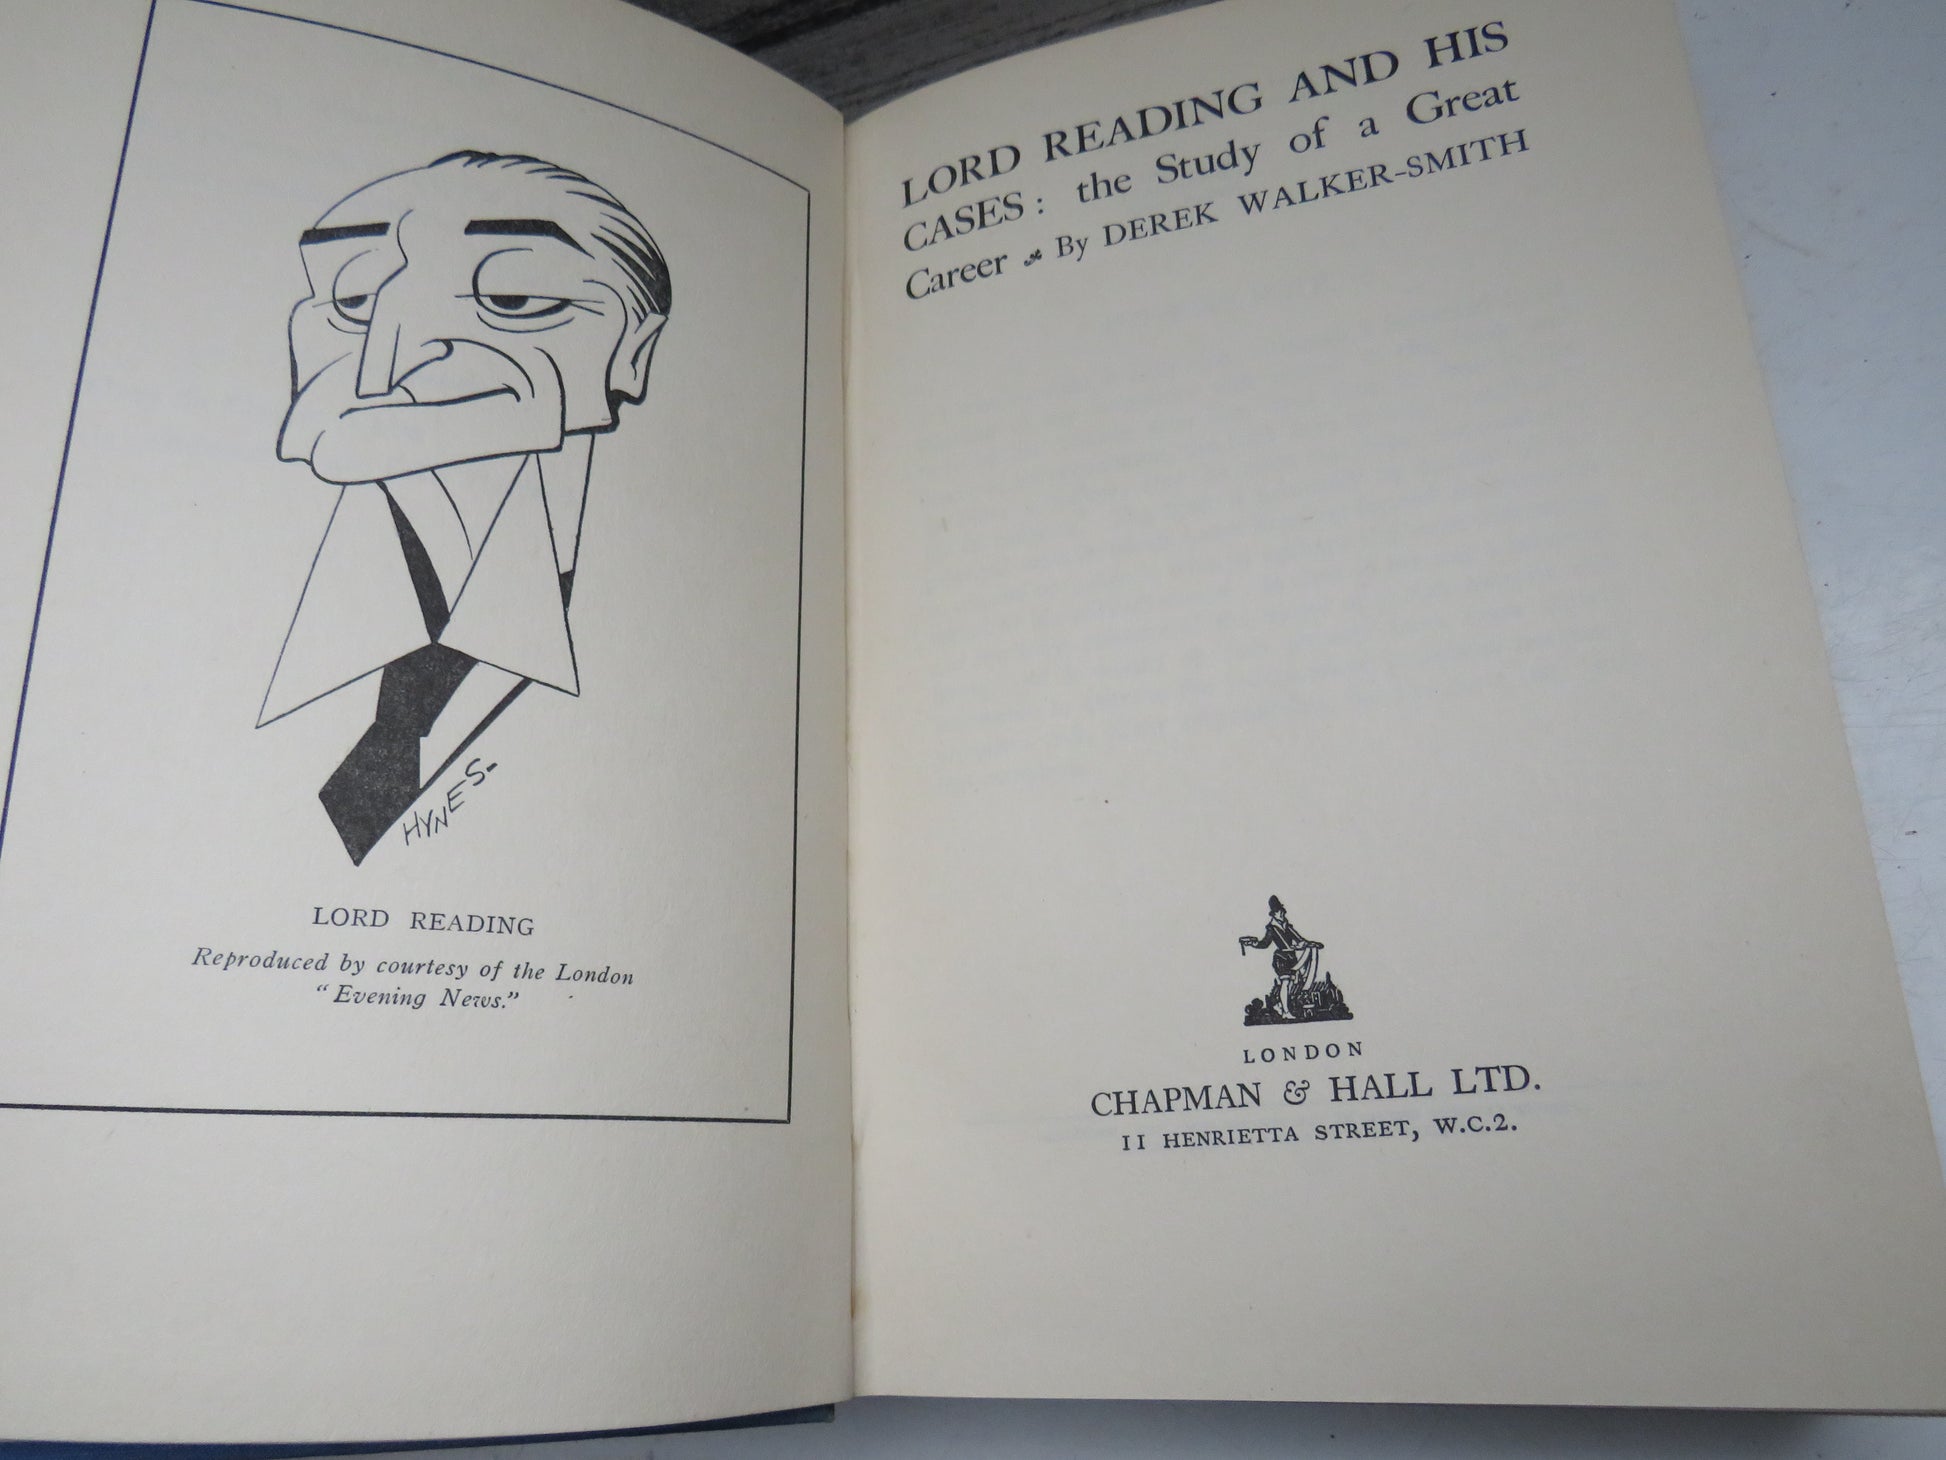 HYNES.
LORD READING
Reproduced by courtesy of the London
"Evening News."
LORD READING AND HIS
CASES: the Study of a Great
Career By DEREK WALKER-SMITH
LONDON
CHAPMAN & HALL LTD.
11 HENRIETTA STREET, W.C.2.